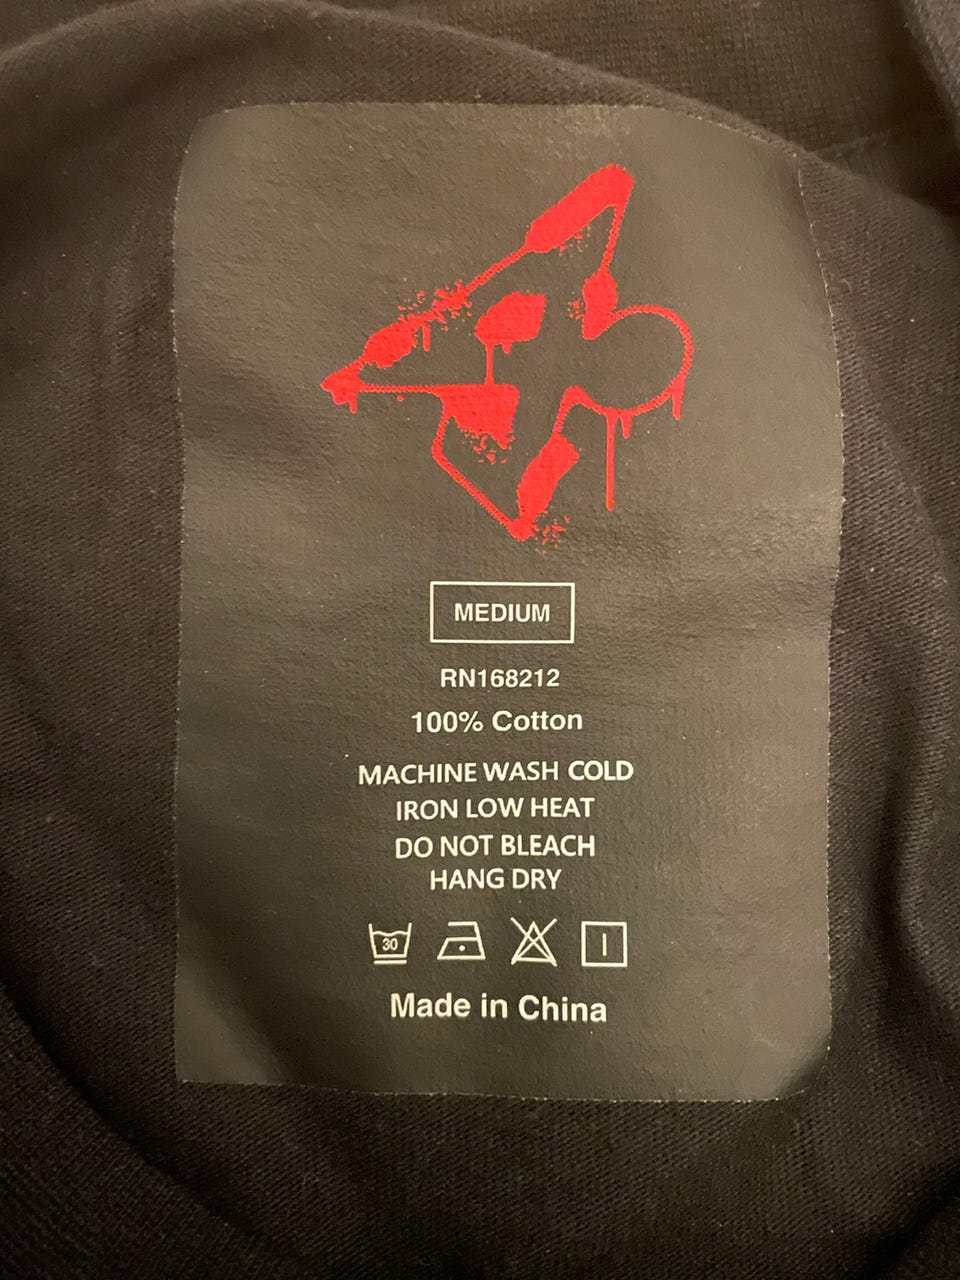 MEDIUM
RN168212
100% Cotton
MACHINE WASH COLD
IRON LOW HEAT
DO NOT BLEACH
HANG DRY
30
Made in China